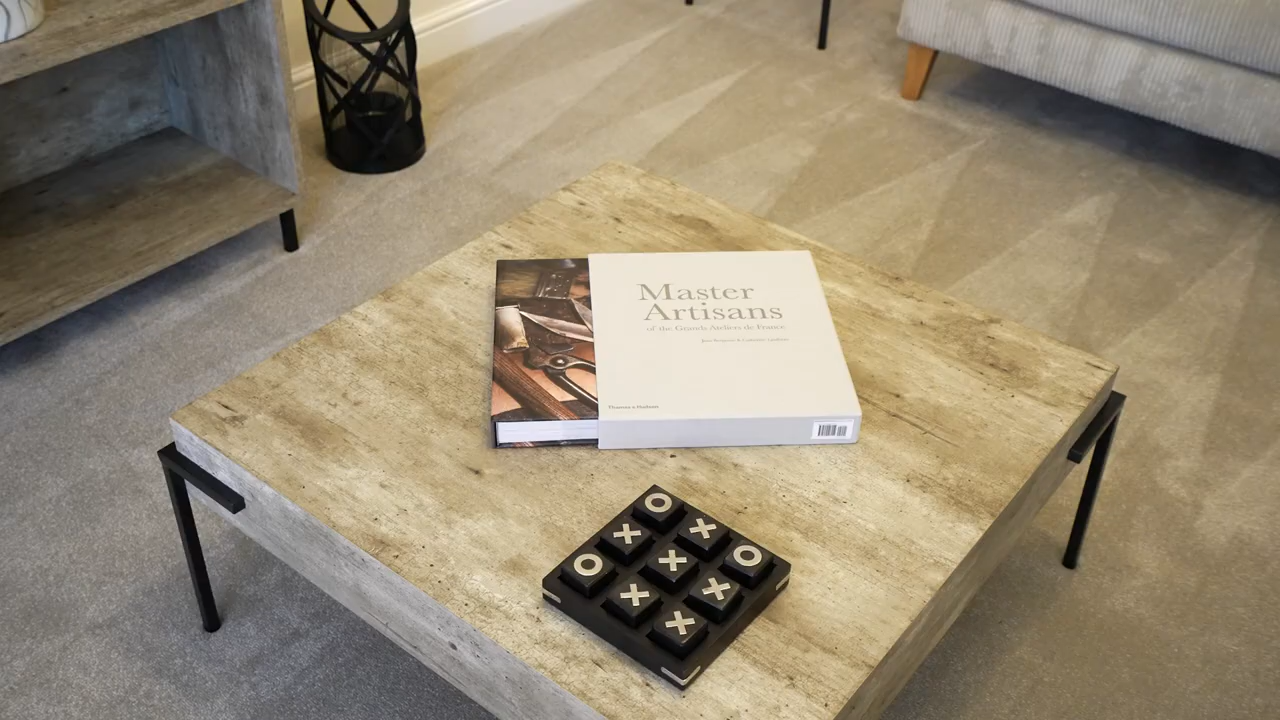 Master
Artisans
of the Grands Ateliers de France
Thames & Hudson
O
X X
O X O
X X
X